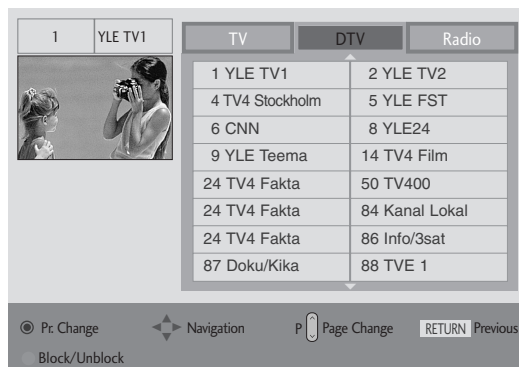 1 YLE TV1
TV DTV Radio
1 YLE TV1 2 YLE TV2
4 TV4 Stockholm 5 YLE FST
6 CNN 8 YLE24
9 YLE Teema 14 TV4 Film
24 TV4 Fakta 50 TV400
24 TV4 Fakta 84 Kanal Lokal
24 TV4 Fakta 86 Info/3sat
87 Doku/Kika 88 TVE 1
Pr. Change Navigation P Page Change RETURN Previous
Block/Unblock